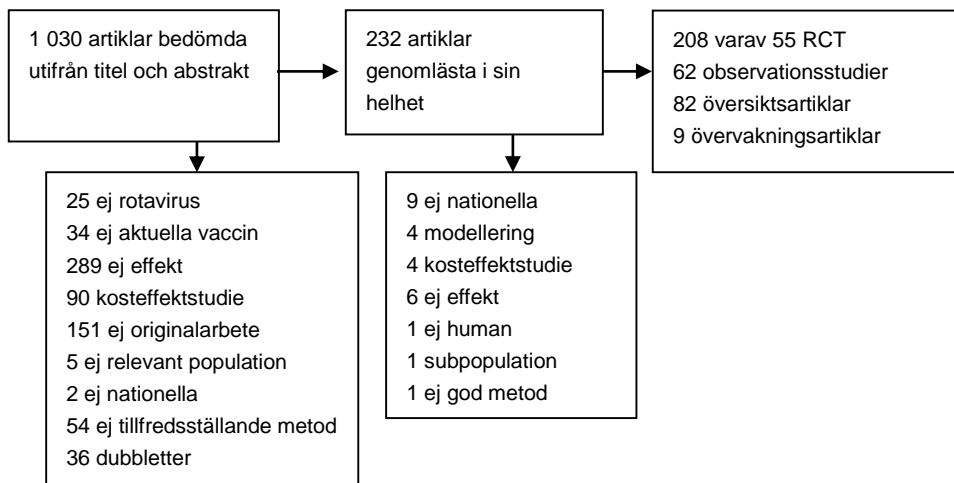 1 030 artiklar bedömda
utifrån titel och abstrakt
232 artiklar
genomlästa i sin
helhet
208 varav 55 RCT
62 observationsstudier
82 översiktsartiklar
9 övervakningsartiklar
25 ej rotavirus
34 ej aktuella vaccin
289 ej effekt
90 kosteffektstudie
151 ej originalarbete
5 ej relevant population
2 ej nationella
54 ej tillfredsställande metod
36 dubbletter
9 ej nationella
4 modellering
4 kosteffektstudie
6 ej effekt
1 ej human
1 subpopulation
1 ej god metod